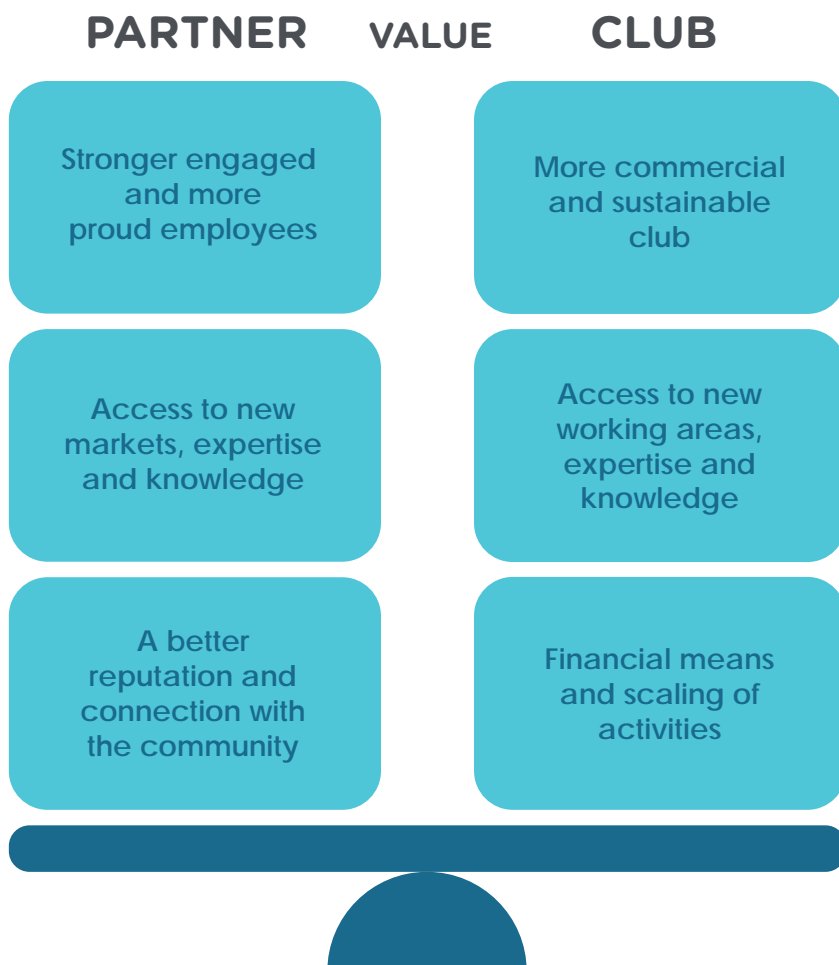 PARTNER VALUE CLUB
Stronger engaged
and more
proud employees
More commercial
and sustainable
club
Access to new
markets, expertise
and knowledge
Access to new
working areas,
expertise and
knowledge
A better
reputation and
connection with
the community
Financial means
and scaling of
activities